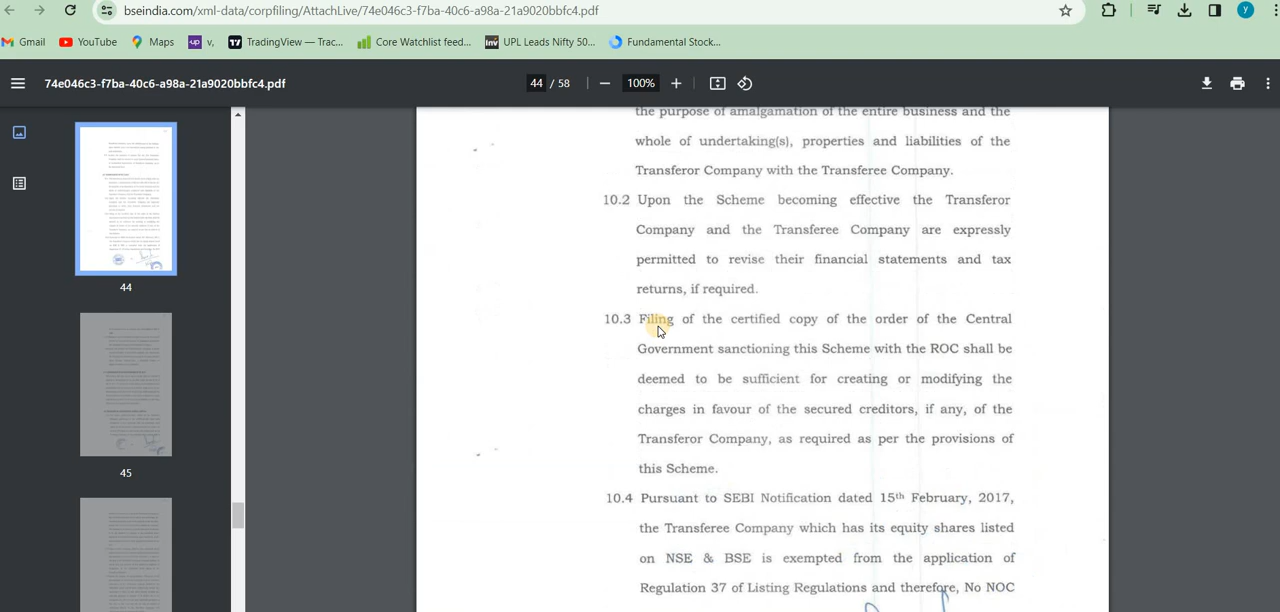 bseindia.com/xml-data/corpfiling/AttachLive/74e046c3-f7ba-40c6-a98a-21a9020bbfc4.pdf
Gmail YouTube Maps up v, TradingView — Trac... Core Watchlist feed... Inv UPL Leads Nifty 50... Fundamental Stock...
74e046c3-f7ba-40c6-a98a-21a9020bbfc4.pdf 44 / 58 100%
44
45
the purpose of amalgamation of the entire business and the
whole of undertaking(s), properties and liabilities of the
Transferor Company with the Transferee Company.
10.2 Upon the Scheme becoming effective the Transferor
Company and the Transferee Company are expressly
permitted to revise their financial statements and tax
returns, if required.
10.3 Filing of the certified copy of the order of the Central
Government sanctioning this Scheme with the ROC shall be
deemed to be sufficient for creating or modifying the
charges in favour of the secured creditors, if any, of the
Transferor Company, as required as per the provisions of
this Scheme.
10.4 Pursuant to SEBI Notification dated 15th February, 2017,
the Transferee Company which has its equity shares listed
on NSE & BSE is exempted from the application of
Regulation 37 of Listing Regulations and therefore, No NOC